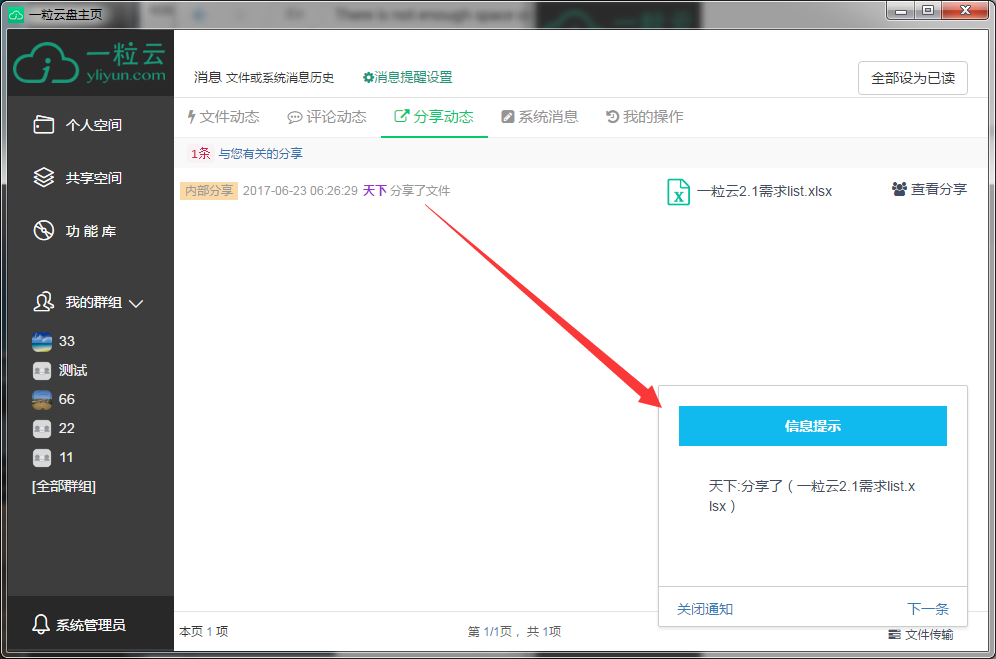 一粒云盘主页
There is not enough space o
一粒云
yliyun.com
个人空间
共享空间
功能库
我的群组
33
测试
66
22
11
[全部群组]
系统管理员
消息 文件或系统消息历史 消息提醒设置
全部设为已读
文件动态 评论动态 分享动态 系统消息 我的操作
1条 与您有关的分享
内部分享 2017-06-23 06:26:29 天下 分享了文件 一粒云2.1需求list.xlsx 查看分享
信息提示
天下:分享了（一粒云2.1需求list.x
lsx）
关闭通知 下一条
本页 1 项 第 1/1页，共 1项 文件传输